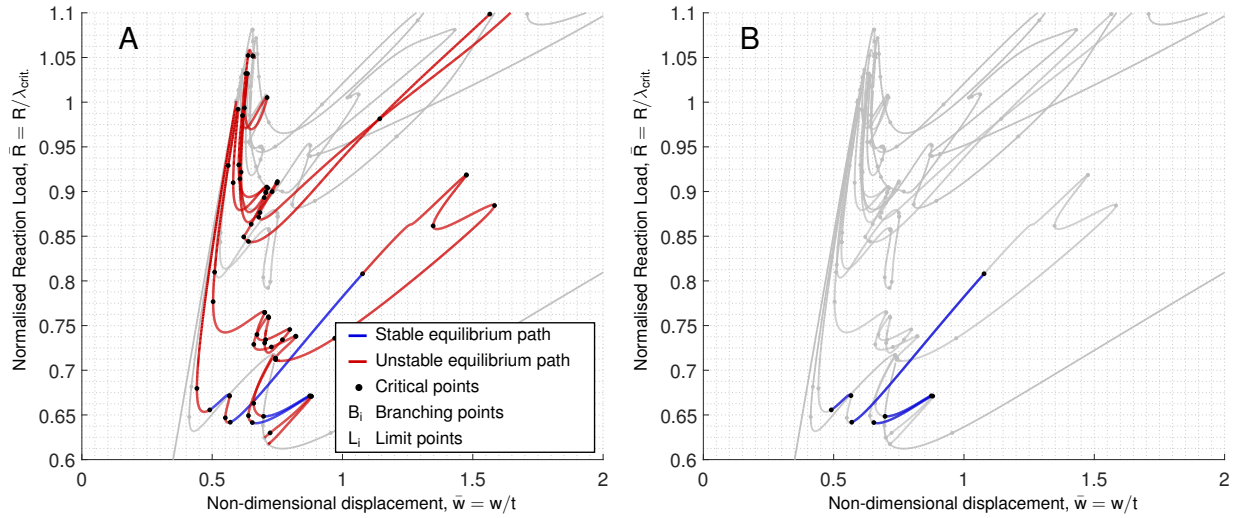 A
Normalised Reaction Load, R̄ = R/λcrit.
1.1
1.05
1
0.95
0.9
0.85
0.8
0.75
0.7
0.65
0.6
0
0.5
1
1.5
2
Non-dimensional displacement, w̄ = w/t
Stable equilibrium path
Unstable equilibrium path
Critical points
Bi Branching points
Li Limit points
B
Normalised Reaction Load, R̄ = R/λcrit.
1.1
1.05
1
0.95
0.9
0.85
0.8
0.75
0.7
0.65
0.6
0
0.5
1
1.5
2
Non-dimensional displacement, w̄ = w/t